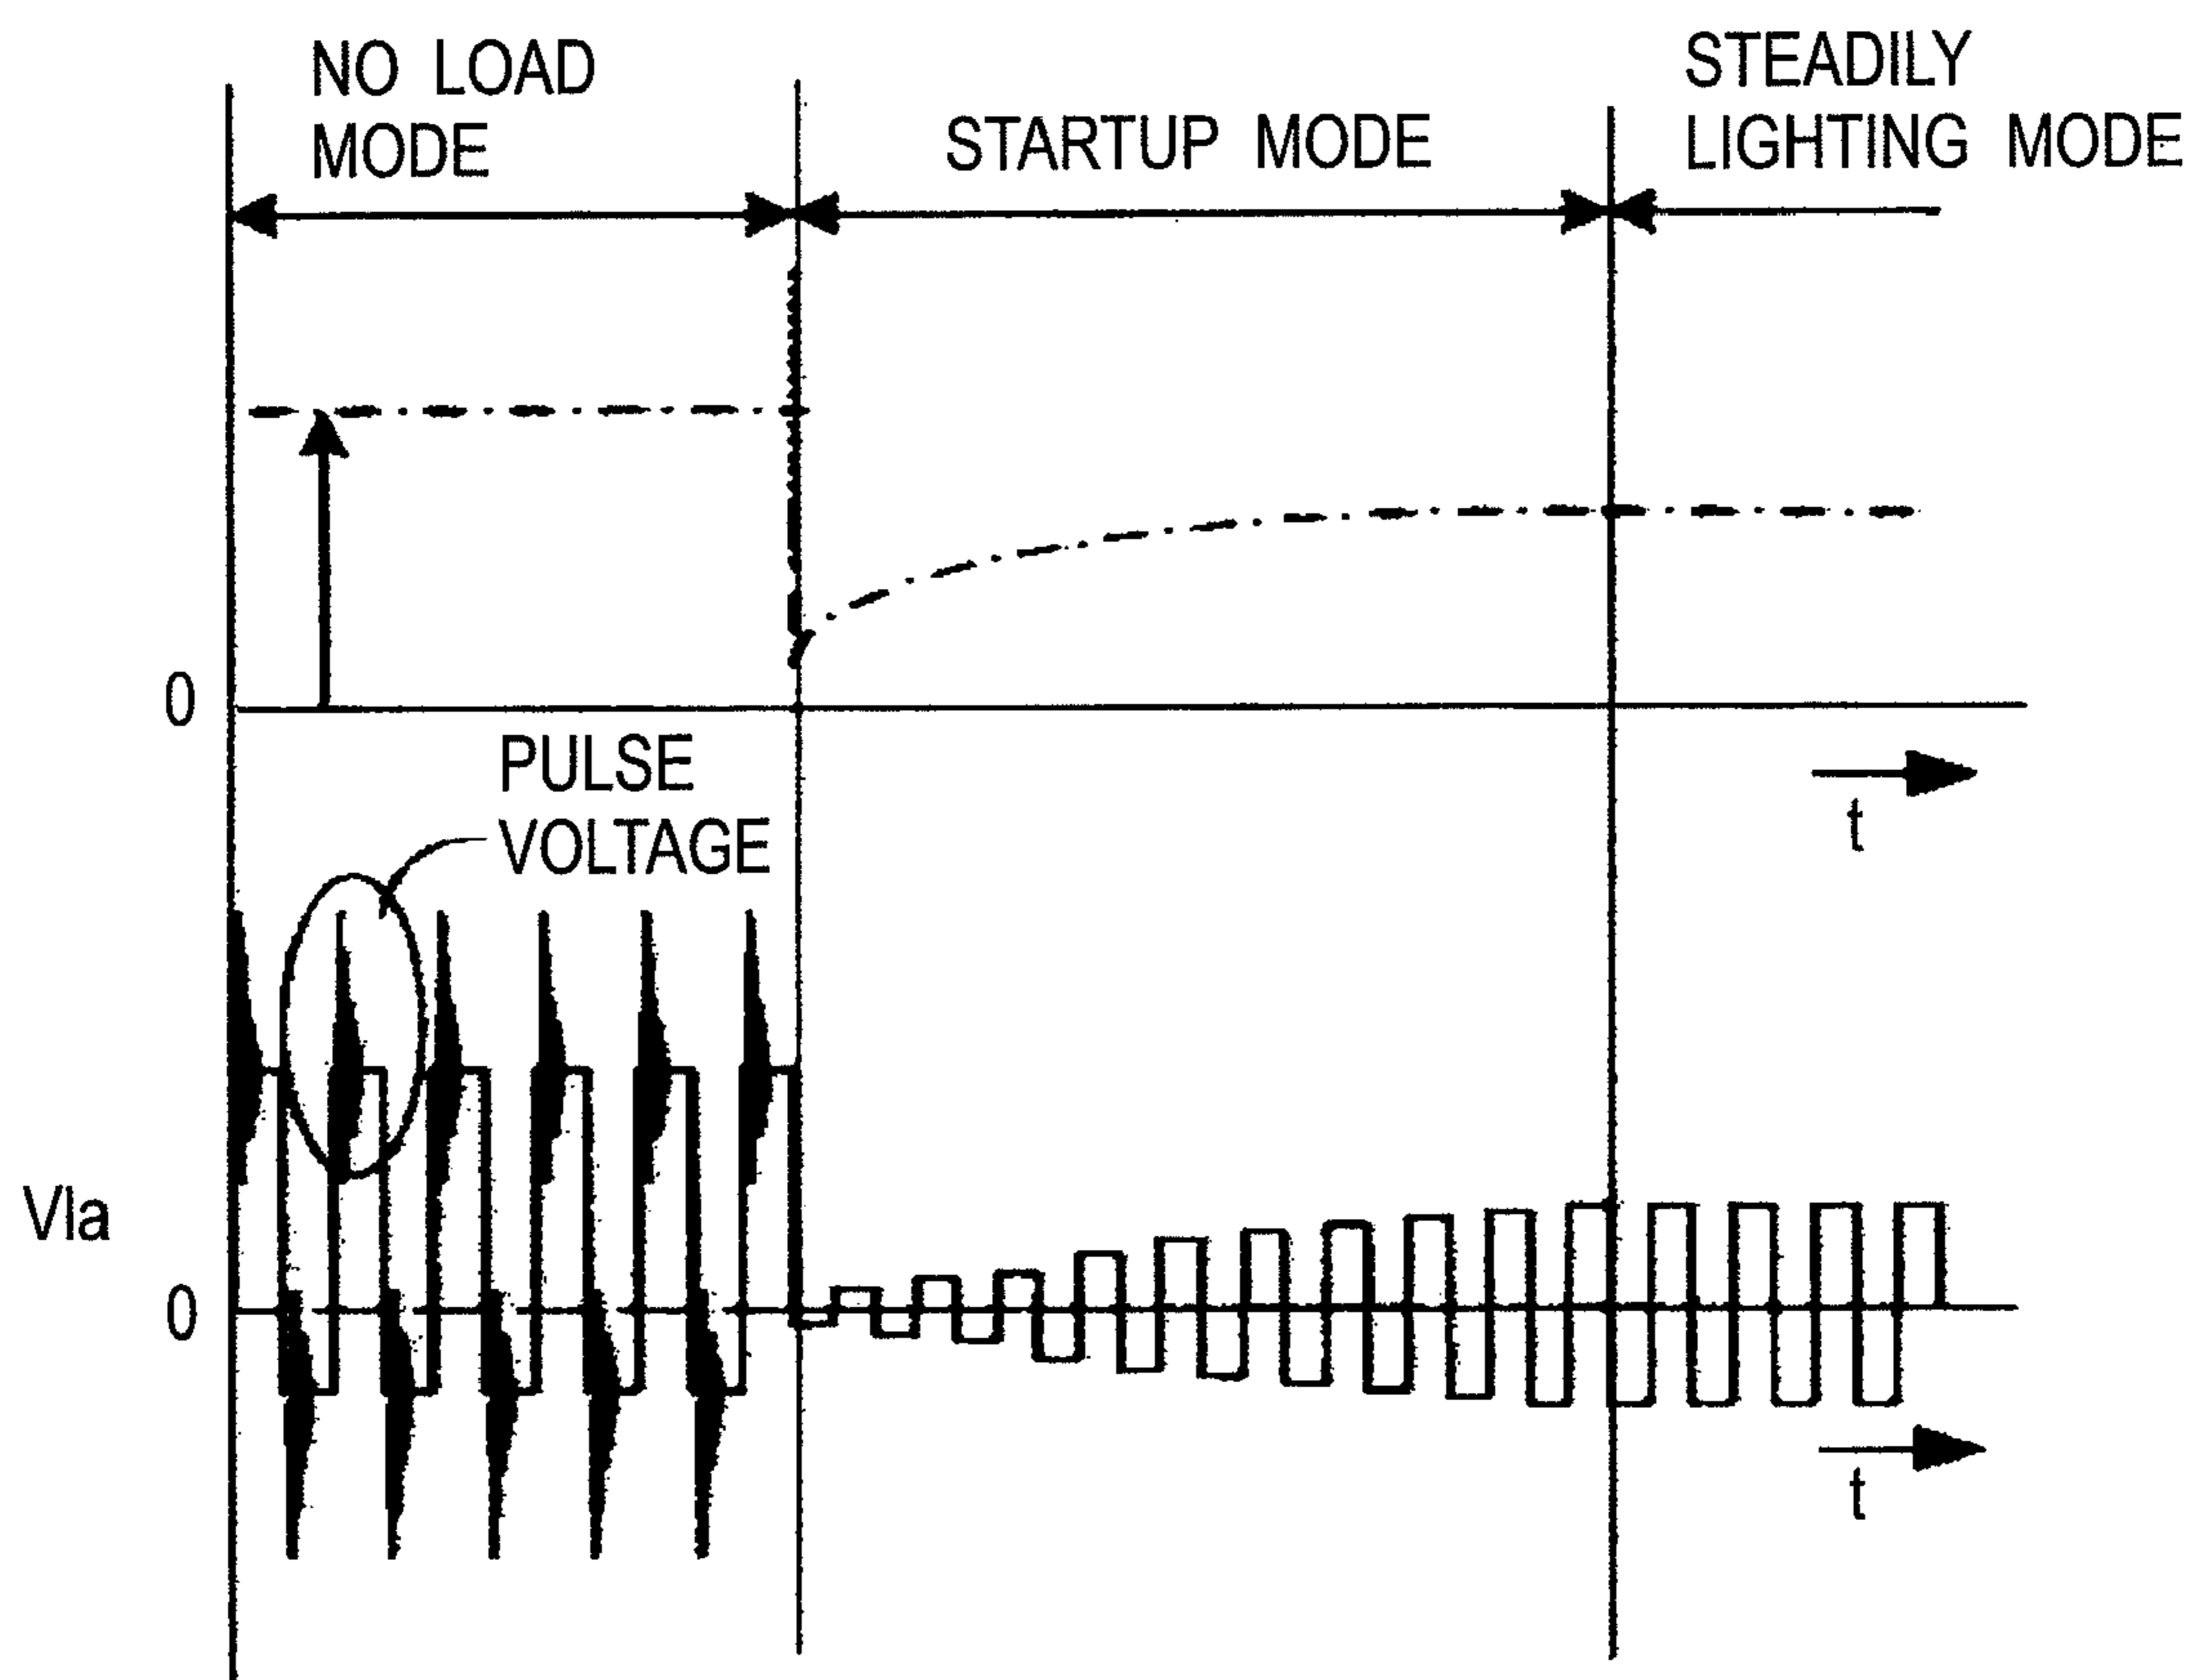 NO LOAD
MODE
STARTUP MODE
STEADILY
LIGHTING MODE
0
t
PULSE
VOLTAGE
Vla
0
t